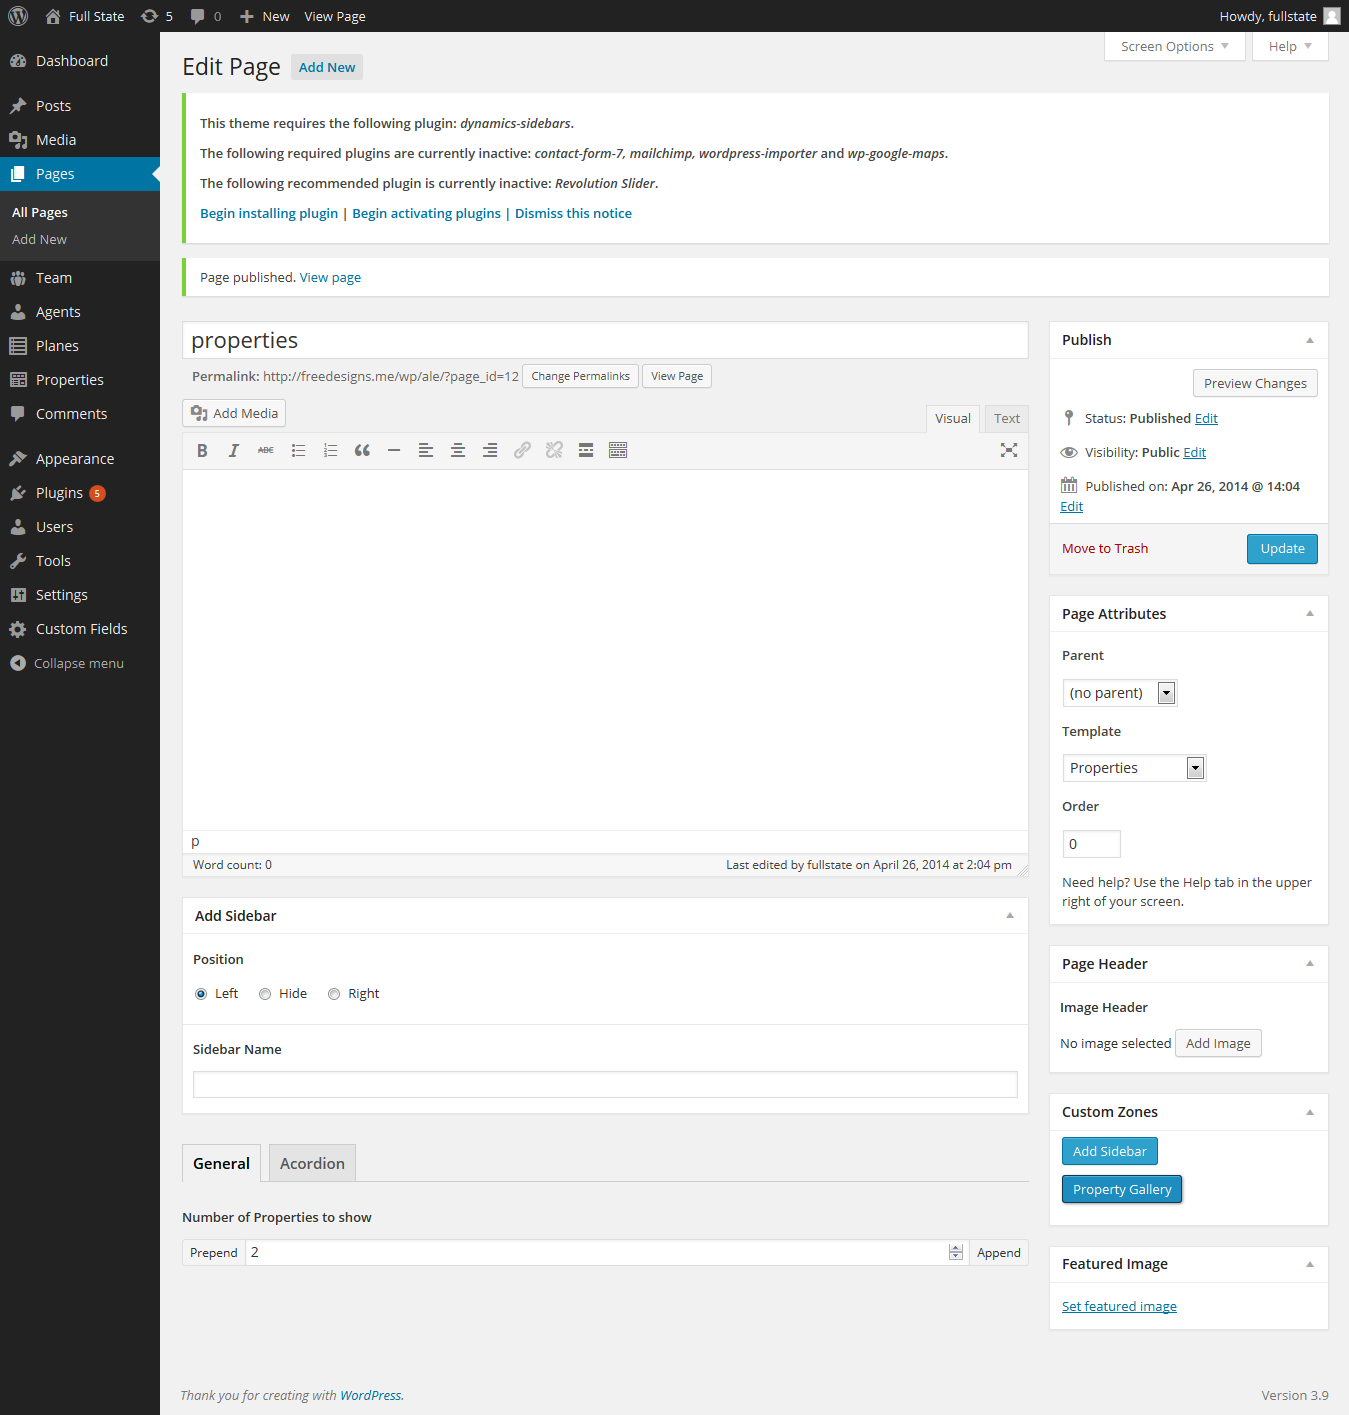 Full State 5 0 New View Page Howdy, fullstate
Screen Options Help
Dashboard
Posts
Media
Pages
All Pages
Add New
Team
Agents
Planes
Properties
Comments
Appearance
Plugins 5
Users
Tools
Settings
Custom Fields
Collapse menu
Edit Page Add New
This theme requires the following plugin: dynamics-sidebars.
The following required plugins are currently inactive: contact-form-7, mailchimp, wordpress-importer and wp-google-maps.
The following recommended plugin is currently inactive: Revolution Slider.
Begin installing plugin | Begin activating plugins | Dismiss this notice
Page published. View page
properties
Permalink: http://freedesigns.me/wp/ale/?page_id=12 Change Permalinks View Page
Add Media Visual Text
B I ABC
p
Word count: 0 Last edited by fullstate on April 26, 2014 at 2:04 pm
Add Sidebar
Position
Left Hide Right
Sidebar Name
General Acordion
Number of Properties to show
Prepend 2 Append
Publish
Preview Changes
Status: Published Edit
Visibility: Public Edit
Published on: Apr 26, 2014 @ 14:04
Edit
Move to Trash Update
Page Attributes
Parent
(no parent)
Template
Properties
Order
0
Need help? Use the Help tab in the upper
right of your screen.
Page Header
Image Header
No image selected Add Image
Custom Zones
Add Sidebar
Property Gallery
Featured Image
Set featured image
Thank you for creating with WordPress. Version 3.9